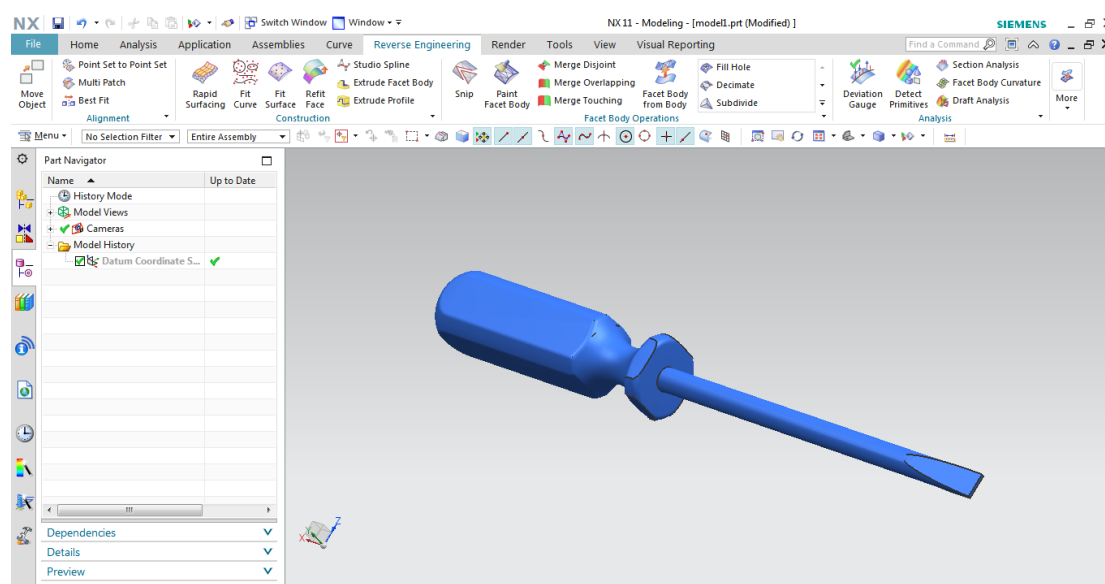 NX Switch Window Window NX 11 - Modeling - [model1.prt (Modified) ] SIEMENS
File Home Analysis Application Assemblies Curve Reverse Engineering Render Tools View Visual Reporting Find a Command
Move Object
Point Set to Point Set
Multi Patch
Best Fit
Alignment
Rapid Surfacing
Fit Curve
Fit Surface
Refit Face
Studio Spline
Extrude Facet Body
Extrude Profile
Construction
Snip
Paint Facet Body
Merge Disjoint
Merge Overlapping
Merge Touching
Facet Body from Body
Fill Hole
Decimate
Subdivide
Facet Body Operations
Deviation Gauge
Detect Primitives
Section Analysis
Facet Body Curvature
Draft Analysis
Analysis
More
Menu No Selection Filter Entire Assembly
Part Navigator
Name Up to Date
History Mode
Model Views
Cameras
Model History
Datum Coordinate S...
Dependencies
Details
Preview
X Y Z